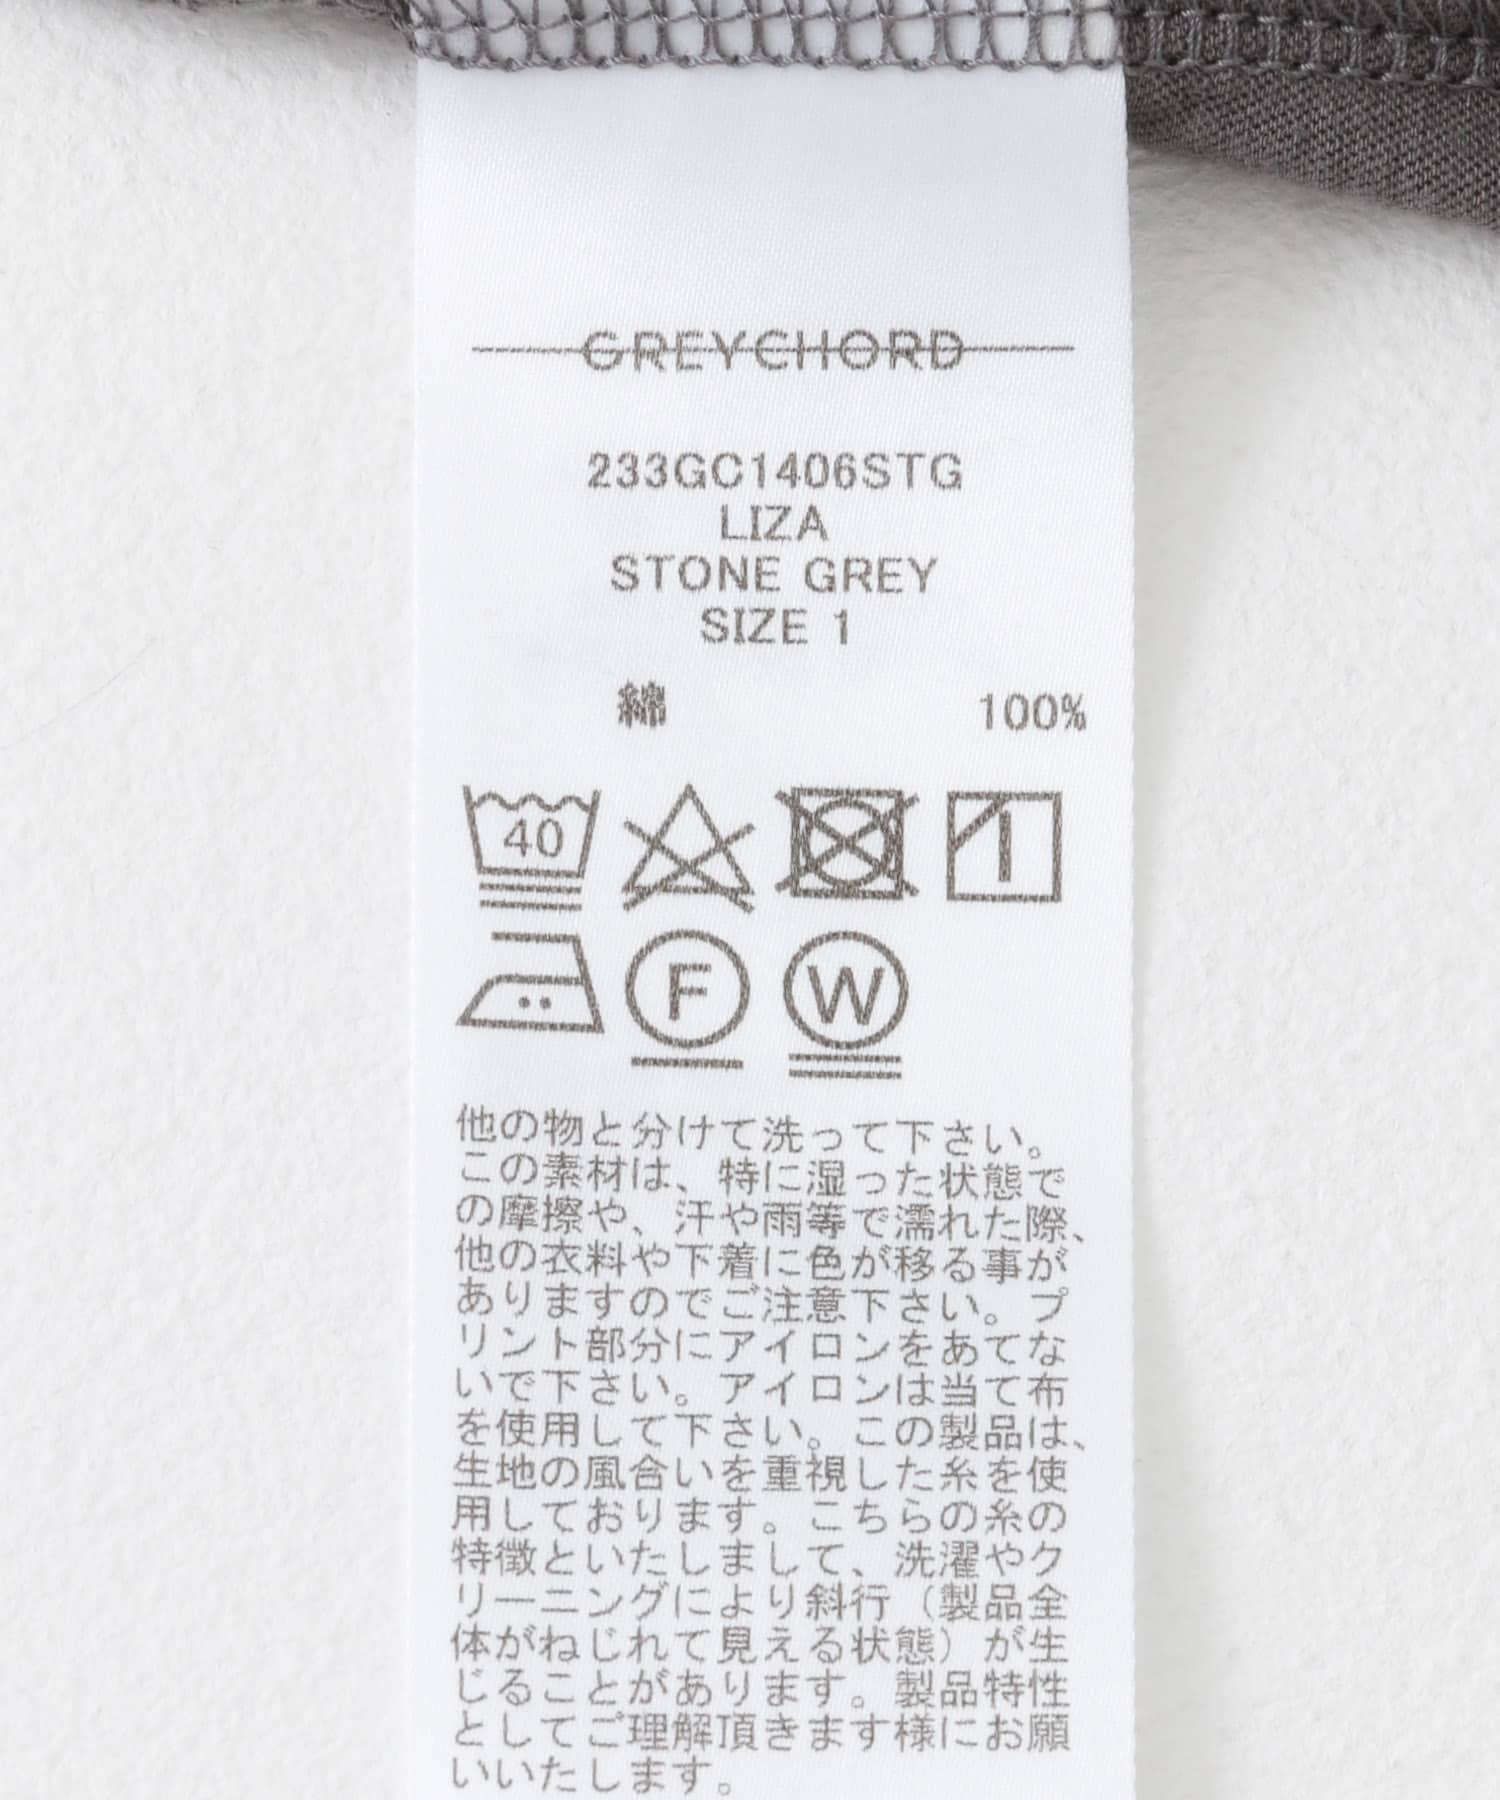 GREYCHORD
233GC1406STG
LIZA
STONE GREY
SIZE 1
綿 100%
40
F
W
他の物と分けて洗って下さい。
この素材は、特に湿った状態で
の摩擦や、汗や雨等で濡れた際、
他の衣料や下着に色が移る事が
ありますのでご注意下さい。プ
リント部分にアイロンをあてな
いで下さい。アイロンは当て布
を使用して下さい。この製品は、
生地の風合いを重視した糸を使
用しております。こちらの糸の
特徴といたしまして、洗濯やク
リーニングにより斜行（製品全
体がねじれて見える状態）が生
じることがあります。製品特性
としてご理解頂きます様にお願
いいたします。